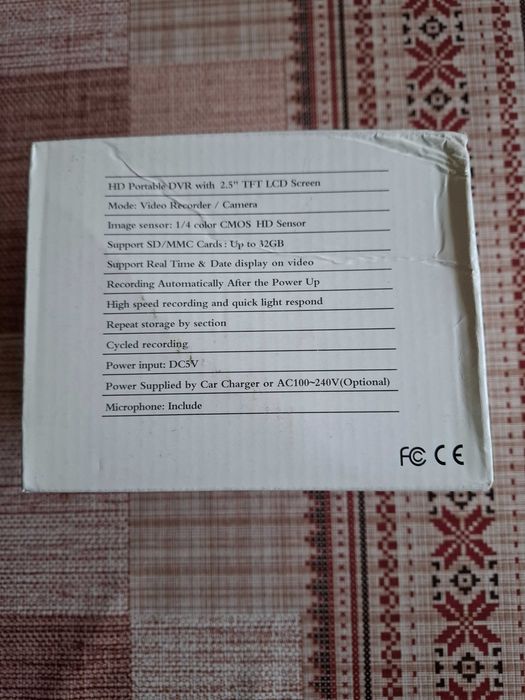 HD Portable DVR with 2.5" TFT LCD Screen
Mode: Video Recorder / Camera
Image sensor: 1/4 color CMOS HD Sensor
Support SD/MMC Cards: Up to 32GB
Support Real Time & Date display on video
Recording Automatically After the Power Up
High speed recording and quick light respond
Repeat storage by section
Cycled recording
Power input: DC5V
Power Supplied by Car Charger or AC100~240V(Optional)
Microphone: Include
FC CE